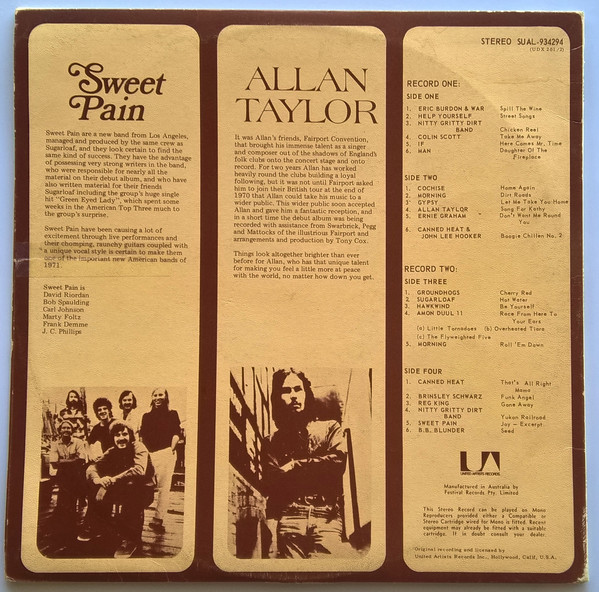 Sweet
Pain
Sweet Pain are a new band from Los Angeles,
managed and produced by the same crew as
Sugarloaf, and they look certain to find the
same kind of success. They have the advantage
of possessing very strong writers in the band,
who were responsible for nearly all the
material on their debut album, and who have
also written material for their friends
Sugarloaf including the group's huge single
hit "Green Eyed Lady", which spent some
weeks in the American Top Three much to
the group's surprise.
Sweet Pain have been causing a lot of
excitement through live performances and
their chomping, raunchy guitars coupled with
a unique vocal style is certain to make them
one of the important new American bands of
1971.
Sweet Pain is
David Riordan
Bob Spaulding
Carl Johnson
Marty Foltz
Frank Demme
J. C. Phillips
ALLAN
TAYLOR
It was Allan's friends, Fairport Convention,
that brought his immense talent as a singer
and composer out of the shadows of England's
folk clubs onto the concert stage and onto
record. For two years Allan has worked
heavily round the clubs building a loyal
following, but it was not until Fairport asked
him to join their British tour at the end of
1970 that Allan could take his music to a
wider public. This wider public soon accepted
Allan and gave him a fantastic reception, and
in a short time the debut album was being
recorded with assistance from Swarbrick, Pegg
and Mattocks of the illustrious Fairport and
arrangements and production by Tony Cox.
Things look altogether brighter than ever
before for Allan, who has that unique talent
for making you feel a little more at peace
with the world, no matter how down you get.
STEREO SUAL-934294
(UDX 201/2)
RECORD ONE:
SIDE ONE
1. ERIC BURDON & WAR Spill The Wine
2. HELP YOURSELF Street Songs
3. NITTY GRITTY DIRT
BAND Chicken Reel
4. COLIN SCOTT Take Me Away
5. IF Here Comes Mr. Time
6. MAN Daughter Of The
Fireplace
SIDE TWO
1. COCHISE Home Again
2. MORNING Dirt Roads
3. GYPSY Let Me Take You Home
4. ALLAN TAYLOR Song For Kathy
5. ERNIE GRAHAM Don't Want Me Round
You
6. CANNED HEAT &
JOHN LEE HOOKER Boogie Chillen No. 2
RECORD TWO:
SIDE THREE
1. GROUNDHOGS Cherry Red
2. SUGARLOAF Hot Water
3. HAWKWIND Be Yourself
4. AMON DUUL 11 Race From Here To
Your Ears
(a) Little Tornadoes (b) Overheated Tiara
(c) The Flyweighted Five
5. MORNING Roll 'Em Down
SIDE FOUR
1. CANNED HEAT That's All Right
Mama
2. BRINSLEY SCHWARZ Funk Angel
3. REG KING Gone Away
4. NITTY GRITTY DIRT
BAND Yukon Railroad
5. SWEET PAIN Joy - Excerpt
6. B.B. BLUNDER Seed
UNITED ARTISTS RECORDS
Manufactured in Australia by
Festival Records Pty. Limited
This Stereo Record can be played on Mono
Reproducers provided either a Compatible or
Stereo Cartridge wired for Mono is fitted. Recent
equipment may already be fitted with a suitable
cartridge. If in doubt consult your dealer.
Original recording and licensed by
United Artists Records Inc., Hollywood, Calif, U.S.A.